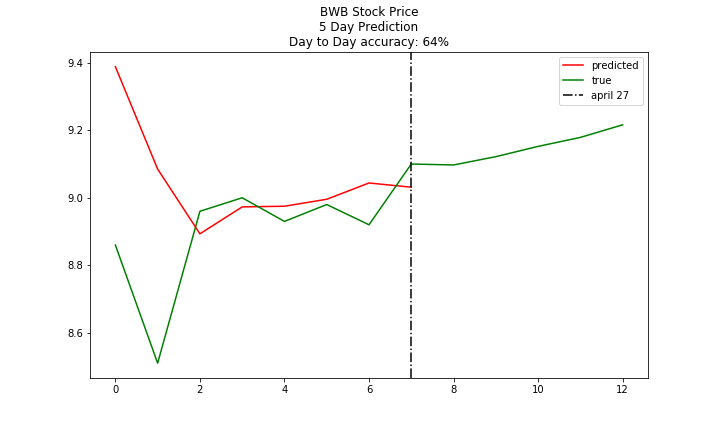 BWB Stock Price
5 Day Prediction
Day to Day accuracy: 64%
predicted
true
april 27
9.4
9.2
9.0
8.8
8.6
0 2 4 6 8 10 12